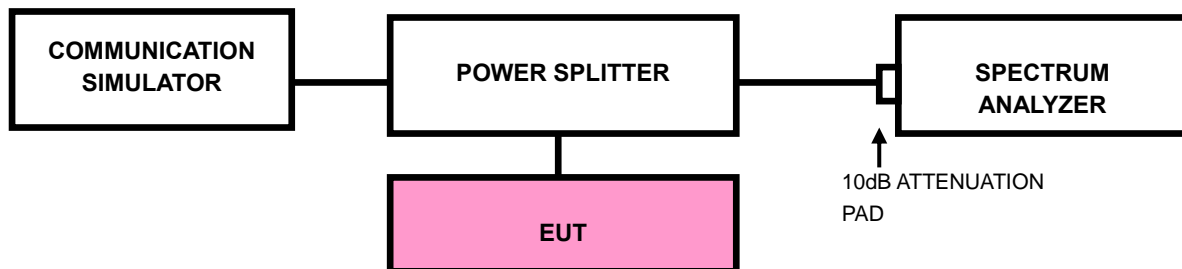 COMMUNICATION
SIMULATOR
POWER SPLITTER
SPECTRUM
ANALYZER
10dB ATTENUATION
PAD
EUT